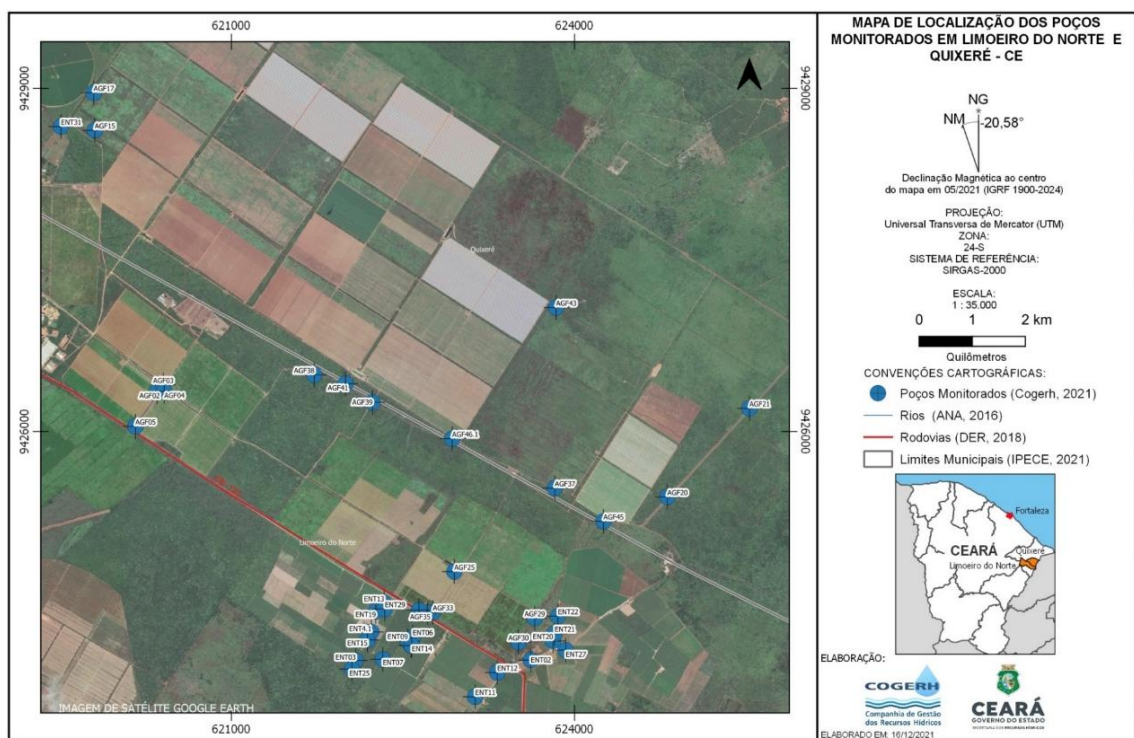 621000
624000
9429000
9429000
9426000
9426000
621000
624000
AGF17
ENT31
AGF15
Quixeré
AGF43
AGF38
AGF41
AGF39
AGF03
AGF02
AGF04
AGF05
AGF21
AGF46.1
AGF37
AGF20
AGF45
Limoeiro do Norte
AGF25
ENT13
ENT29
AGF33
ENT19
AGF35
AGF29
ENT22
ENT4.1
ENT09
ENT06
ENT21
ENT15
ENT14
AGF30
ENT20
ENT03
ENT07
ENT02
ENT27
ENT25
ENT12
ENT11
IMAGEM DE SATÉLITE GOOGLE EARTH
MAPA DE LOCALIZAÇÃO DOS POÇOS
MONITORADOS EM LIMOEIRO DO NORTE E
QUIXERÉ - CE
NG
NM
-20,58°
Declinação Magnética ao centro
do mapa em 05/2021 (IGRF 1900-2024)
PROJEÇÃO:
Universal Transversa de Mercator (UTM)
ZONA:
24-S
SISTEMA DE REFERÊNCIA:
SIRGAS-2000
ESCALA:
1 : 35.000
0 1 2 km
Quilômetros
CONVENÇÕES CARTOGRÁFICAS:
Poços Monitorados (Cogerh, 2021)
Rios (ANA, 2016)
Rodovias (DER, 2018)
Limites Municipais (IPECE, 2021)
Fortaleza
CEARÁ
Quixeré
Limoeiro do Norte
ELABORAÇÃO:
COGERH
Companhia de Gestão
dos Recursos Hídricos
CEARÁ
GOVERNO DO ESTADO
SECRETARIA DOS RECURSOS HÍDRICOS
ELABORADO EM: 16/12/2021